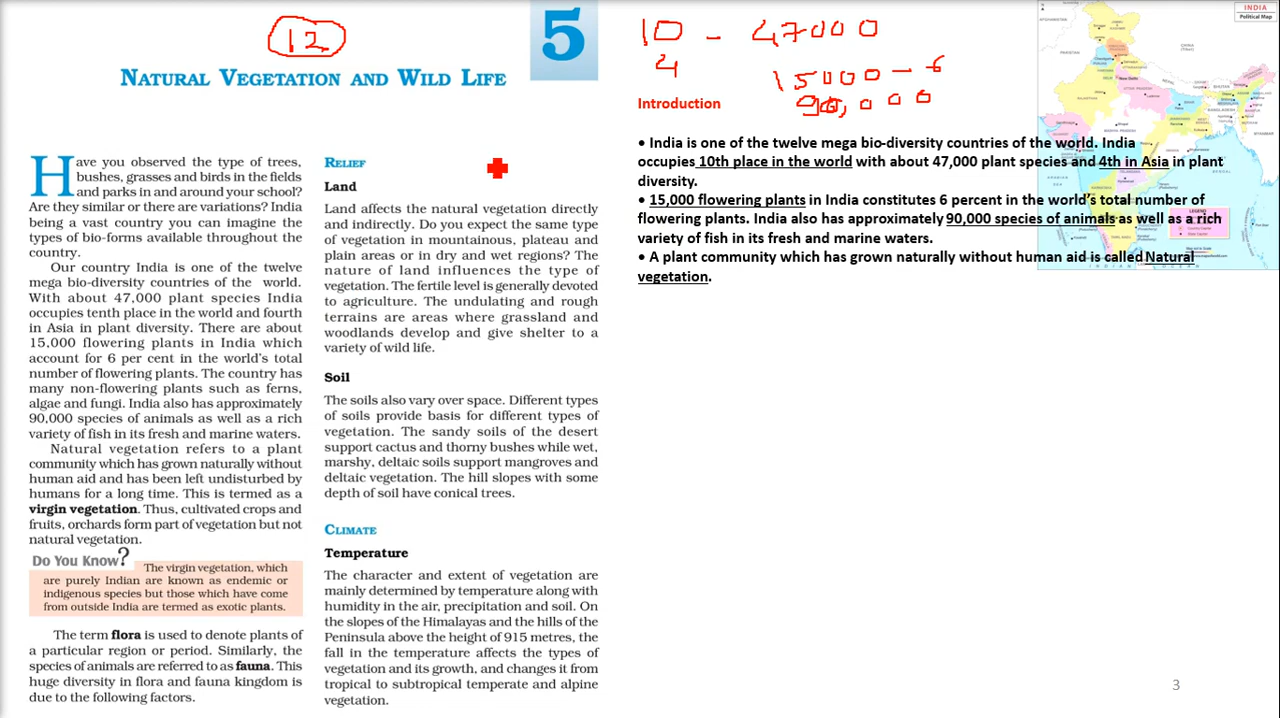 12
5
NATURAL VEGETATION AND WILD LIFE
Have you observed the type of trees,
bushes, grasses and birds in the fields
and parks in and around your school?
Are they similar or there are variations? India
being a vast country you can imagine the
types of bio-forms available throughout the
country.
Our country India is one of the twelve
mega bio-diversity countries of the world.
With about 47,000 plant species India
occupies tenth place in the world and fourth
in Asia in plant diversity. There are about
15,000 flowering plants in India which
account for 6 per cent in the world's total
number of flowering plants. The country has
many non-flowering plants such as ferns,
algae and fungi. India also has approximately
90,000 species of animals as well as a rich
variety of fish in its fresh and marine waters.
Natural vegetation refers to a plant
community which has grown naturally without
human aid and has been left undisturbed by
humans for a long time. This is termed as a
virgin vegetation. Thus, cultivated crops and
fruits, orchards form part of vegetation but not
natural vegetation.
Do You Know?
The virgin vegetation, which
are purely Indian are known as endemic or
indigenous species but those which have come
from outside India are termed as exotic plants.
The term flora is used to denote plants of
a particular region or period. Similarly, the
species of animals are referred to as fauna. This
huge diversity in flora and fauna kingdom is
due to the following factors.
RELIEF
Land
Land affects the natural vegetation directly
and indirectly. Do you expect the same type
of vegetation in mountainous, plateau and
plain areas or in dry and wet regions? The
nature of land influences the type of
vegetation. The fertile level is generally devoted
to agriculture. The undulating and rough
terrains are areas where grassland and
woodlands develop and give shelter to a
variety of wild life.
Soil
The soils also vary over space. Different types
of soils provide basis for different types of
vegetation. The sandy soils of the desert
support cactus and thorny bushes while wet,
marshy, deltaic soils support mangroves and
deltaic vegetation. The hill slopes with some
depth of soil have conical trees.
CLIMATE
Temperature
The character and extent of vegetation are
mainly determined by temperature along with
humidity in the air, precipitation and soil. On
the slopes of the Himalayas and the hills of the
Peninsula above the height of 915 metres, the
fall in the temperature affects the types of
vegetation and its growth, and changes it from
tropical to subtropical temperate and alpine
vegetation.
10 - 47000
4
15000 - 6
90,000
Introduction
• India is one of the twelve mega bio-diversity countries of the world. India
occupies 10th place in the world with about 47,000 plant species and 4th in Asia in plant
diversity.
• 15,000 flowering plants in India constitutes 6 percent in the world's total number of
flowering plants. India also has approximately 90,000 species of animals as well as a rich
variety of fish in its fresh and marine waters.
• A plant community which has grown naturally without human aid is called Natural
vegetation.
INDIA
Political Map
3